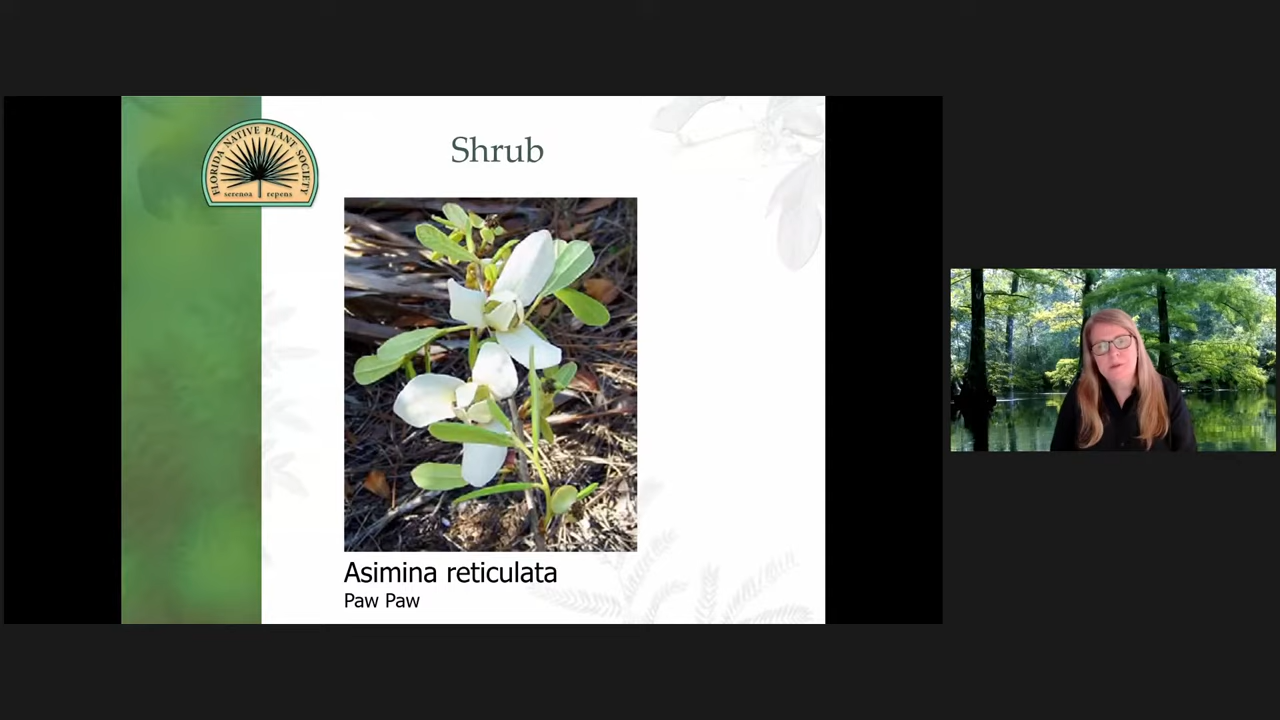 FLORIDA NATIVE PLANT SOCIETY
serenoa repens
Shrub
Asimina reticulata
Paw Paw